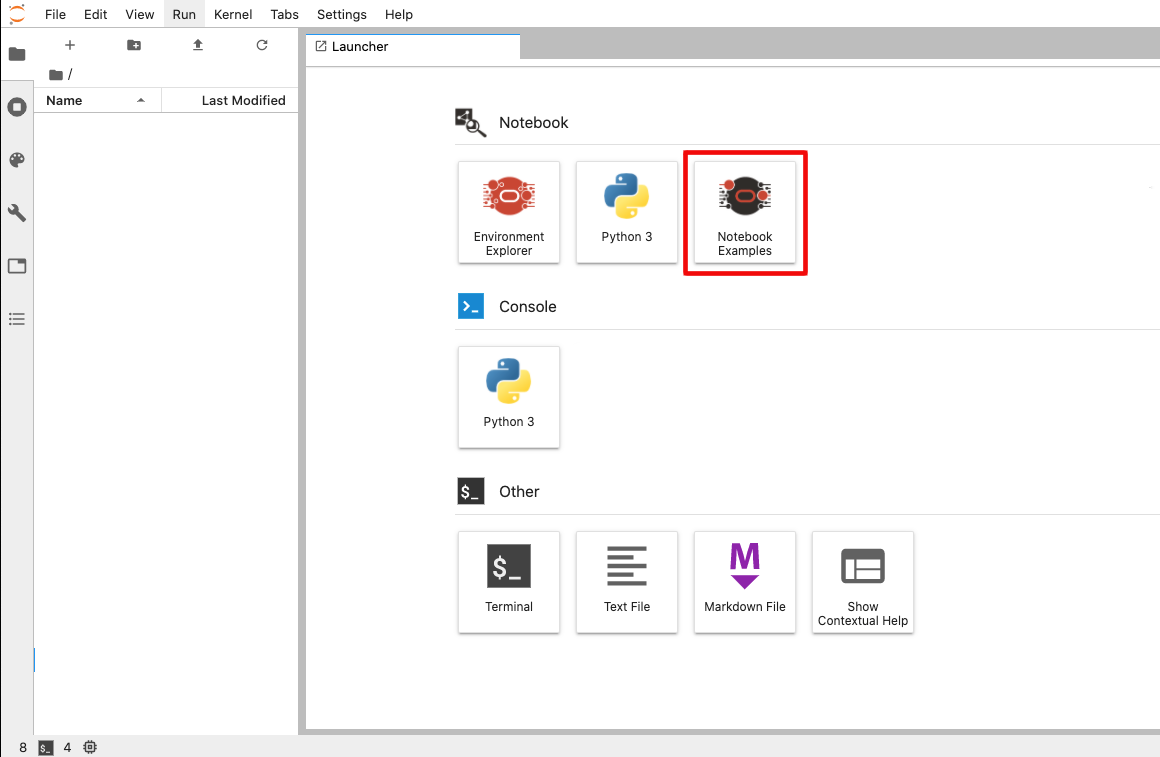 File Edit View Run Kernel Tabs Settings Help
/
Name Last Modified
Launcher
Notebook
Environment
Explorer
Python 3
Notebook
Examples
Console
Python 3
$_ Other
$_
Terminal
Text File
M
Markdown File
Show
Contextual Help
8 $_ 4